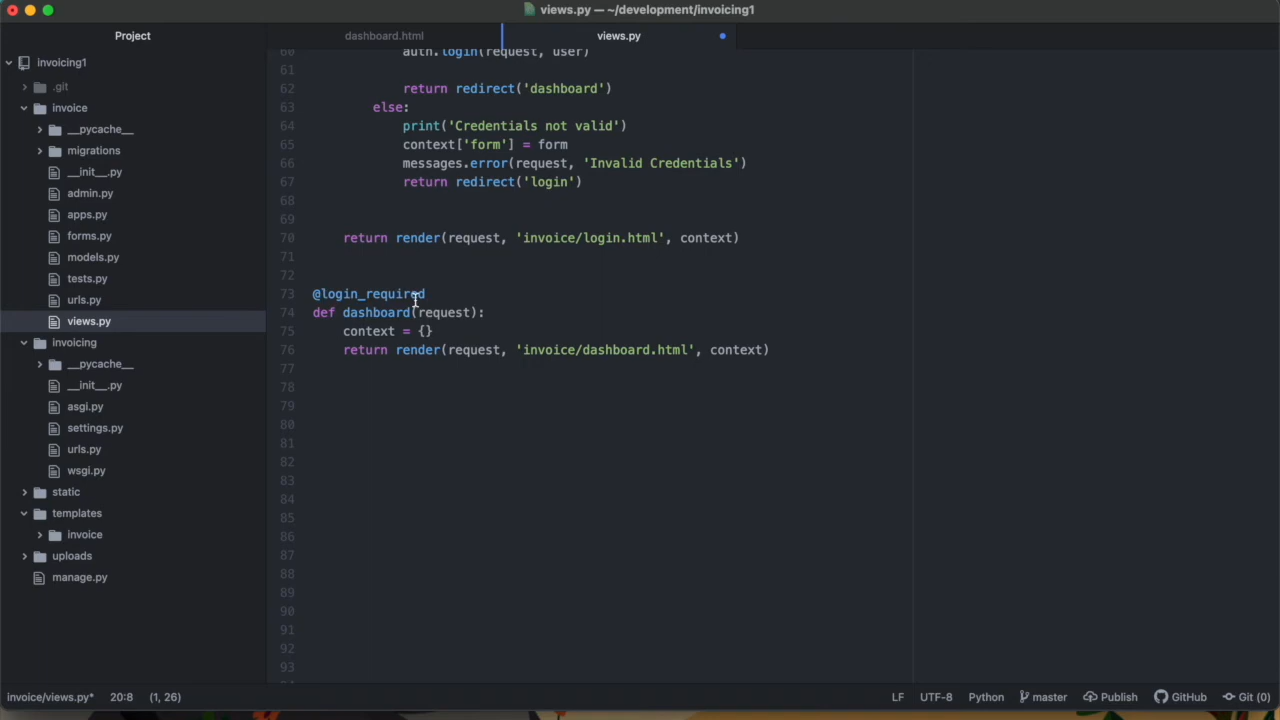 views.py — ~/development/invoicing1
Project
dashboard.html
views.py
invoicing1
.git
invoice
__pycache__
migrations
__init__.py
admin.py
apps.py
forms.py
models.py
tests.py
urls.py
views.py
invoicing
__pycache__
__init__.py
asgi.py
settings.py
urls.py
wsgi.py
static
templates
invoice
uploads
manage.py
60 auth.login(request, user)
61
62 return redirect('dashboard')
63 else:
64 print('Credentials not valid')
65 context['form'] = form
66 messages.error(request, 'Invalid Credentials')
67 return redirect('login')
68
69
70 return render(request, 'invoice/login.html', context)
71
72
73 @login_required
74 def dashboard(request):
75 context = {}
76 return render(request, 'invoice/dashboard.html', context)
77
78
79
80
81
82
83
84
85
86
87
88
89
90
91
92
93
invoice/views.py* 20:8 (1, 26) LF UTF-8 Python master Publish GitHub Git (0)